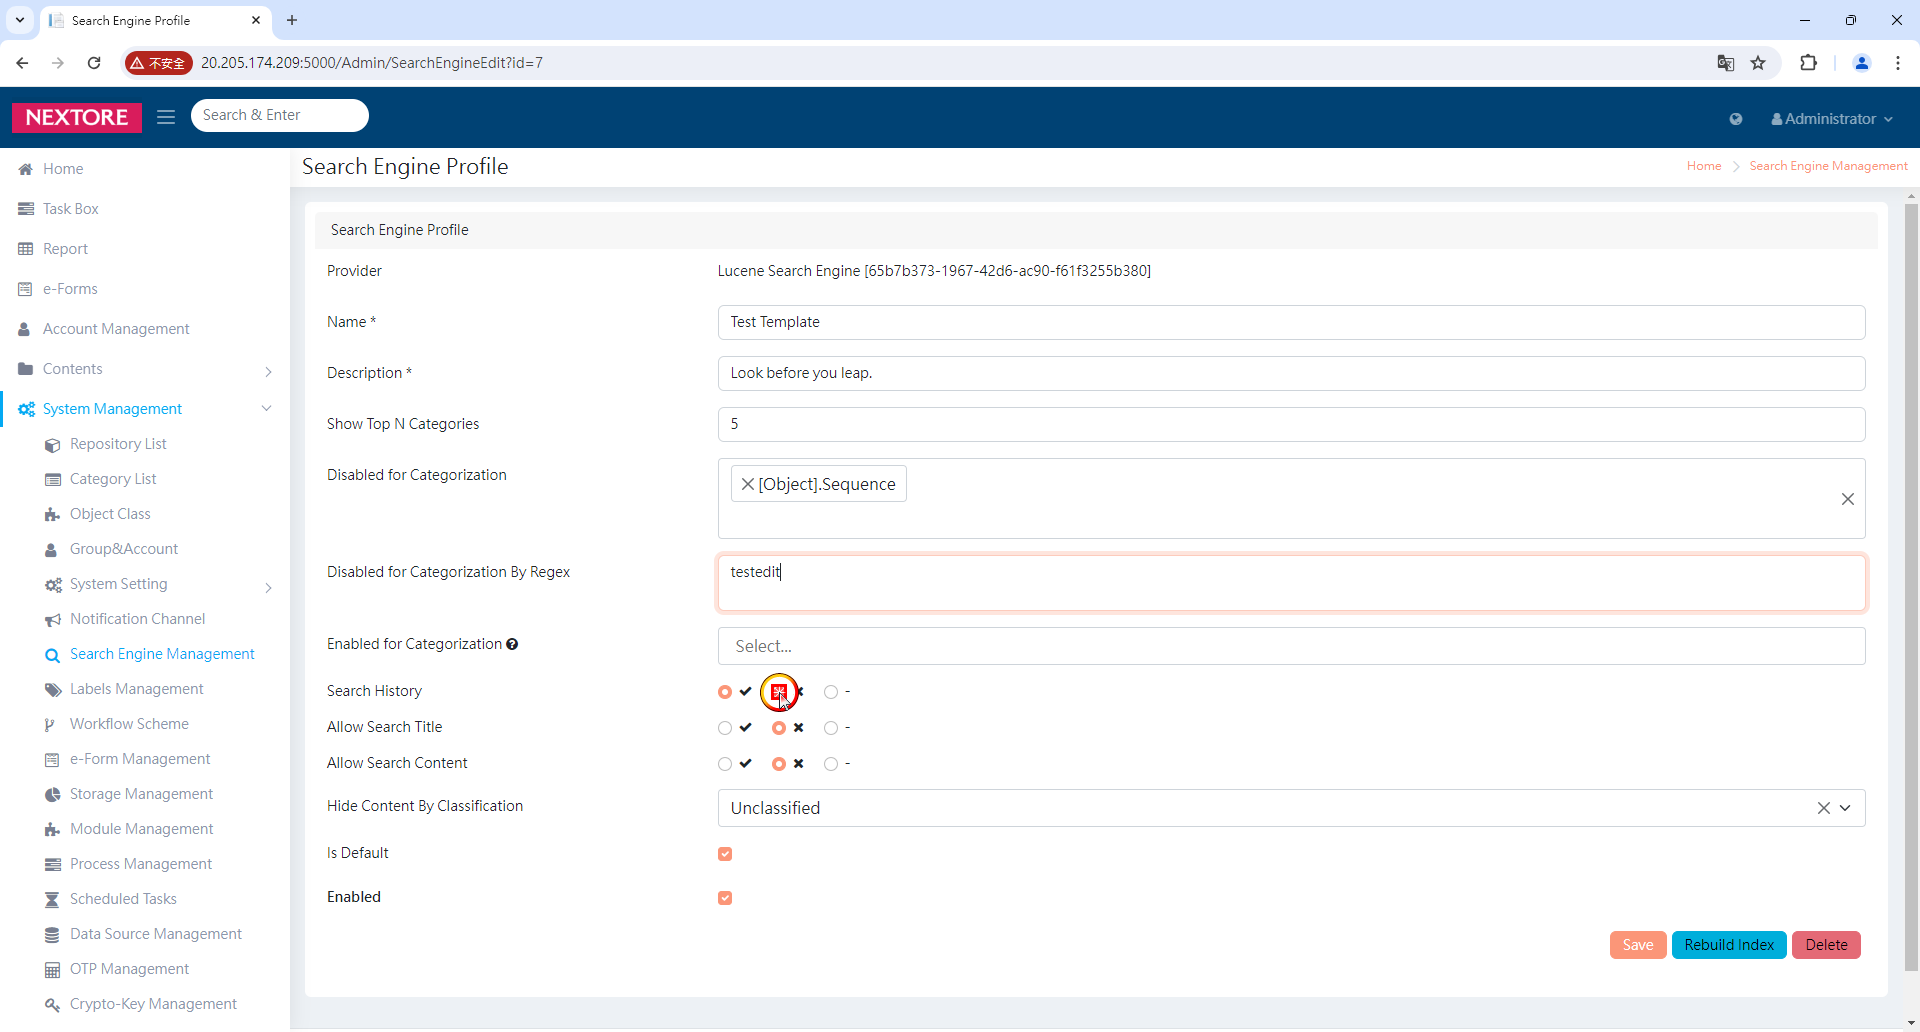 Search Engine Profile
不安全 20.205.174.209:5000/Admin/SearchEngineEdit?id=7
NEXTORE
Search & Enter
Administrator
Home
Task Box
Report
e-Forms
Account Management
Contents
System Management
Repository List
Category List
Object Class
Group&Account
System Setting
Notification Channel
Search Engine Management
Labels Management
Workflow Scheme
e-Form Management
Storage Management
Module Management
Process Management
Scheduled Tasks
Data Source Management
OTP Management
Crypto-Key Management
Search Engine Profile
Home > Search Engine Management
Search Engine Profile
Provider Lucene Search Engine [65b7b373-1967-42d6-ac90-f61f3255b380]
Name * Test Template
Description * Look before you leap.
Show Top N Categories 5
Disabled for Categorization [Object].Sequence
Disabled for Categorization By Regex testedit
Enabled for Categorization Select...
Search History -
Allow Search Title -
Allow Search Content -
Hide Content By Classification Unclassified
Is Default
Enabled
Save Rebuild Index Delete